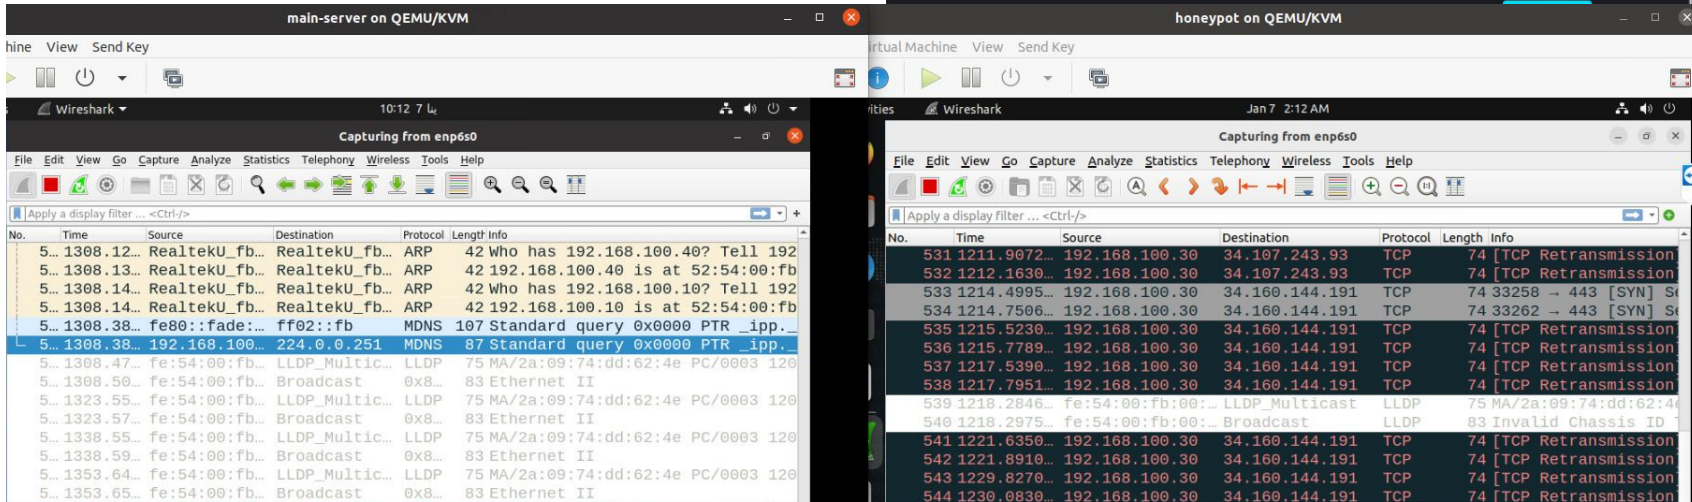 main-server on QEMU/KVM
hine View Send Key
Wireshark
10:12 7 ينا
Capturing from enp6s0
File Edit View Go Capture Analyze Statistics Telephony Wireless Tools Help
Apply a display filter … <Ctrl-/>
No. Time Source Destination Protocol Length Info
5… 1308.12… RealtekU_fb… RealtekU_fb… ARP 42 Who has 192.168.100.40? Tell 192
5… 1308.13… RealtekU_fb… RealtekU_fb… ARP 42 192.168.100.40 is at 52:54:00:fb
5… 1308.14… RealtekU_fb… RealtekU_fb… ARP 42 Who has 192.168.100.10? Tell 192
5… 1308.14… RealtekU_fb… RealtekU_fb… ARP 42 192.168.100.10 is at 52:54:00:fb
5… 1308.38… fe80::fade:… ff02::fb MDNS 107 Standard query 0x0000 PTR _ipp._
5… 1308.38… 192.168.100… 224.0.0.251 MDNS 87 Standard query 0x0000 PTR _ipp._
5… 1308.47… fe:54:00:fb… LLDP_Multic… LLDP 75 MA/2a:09:74:dd:62:4e PC/0003 120
5… 1308.50… fe:54:00:fb… Broadcast 0x8… 83 Ethernet II
5… 1323.55… fe:54:00:fb… LLDP_Multic… LLDP 75 MA/2a:09:74:dd:62:4e PC/0003 120
5… 1323.57… fe:54:00:fb… Broadcast 0x8… 83 Ethernet II
5… 1338.55… fe:54:00:fb… LLDP_Multic… LLDP 75 MA/2a:09:74:dd:62:4e PC/0003 120
5… 1338.59… fe:54:00:fb… Broadcast 0x8… 83 Ethernet II
5… 1353.64… fe:54:00:fb… LLDP_Multic… LLDP 75 MA/2a:09:74:dd:62:4e PC/0003 120
5… 1353.65… fe:54:00:fb… Broadcast 0x8… 83 Ethernet II
honeypot on QEMU/KVM
irtual Machine View Send Key
ities Wireshark Jan 7 2:12 AM
Capturing from enp6s0
File Edit View Go Capture Analyze Statistics Telephony Wireless Tools Help
Apply a display filter … <Ctrl-/>
No. Time Source Destination Protocol Length Info
531 1211.9072… 192.168.100.30 34.107.243.93 TCP 74 [TCP Retransmission]
532 1212.1630… 192.168.100.30 34.107.243.93 TCP 74 [TCP Retransmission]
533 1214.4995… 192.168.100.30 34.160.144.191 TCP 74 33258 → 443 [SYN] Se
534 1214.7506… 192.168.100.30 34.160.144.191 TCP 74 33262 → 443 [SYN] Se
535 1215.5230… 192.168.100.30 34.160.144.191 TCP 74 [TCP Retransmission]
536 1215.7789… 192.168.100.30 34.160.144.191 TCP 74 [TCP Retransmission]
537 1217.5390… 192.168.100.30 34.160.144.191 TCP 74 [TCP Retransmission]
538 1217.7951… 192.168.100.30 34.160.144.191 TCP 74 [TCP Retransmission]
539 1218.2846… fe:54:00:fb:00:… LLDP_Multicast LLDP 75 MA/2a:09:74:dd:62:4e
540 1218.2975… fe:54:00:fb:00:… Broadcast LLDP 83 Invalid Chassis ID
541 1221.6350… 192.168.100.30 34.160.144.191 TCP 74 [TCP Retransmission]
542 1221.8910… 192.168.100.30 34.160.144.191 TCP 74 [TCP Retransmission]
543 1229.8270… 192.168.100.30 34.160.144.191 TCP 74 [TCP Retransmission]
544 1230.0830… 192.168.100.30 34.160.144.191 TCP 74 [TCP Retransmission]